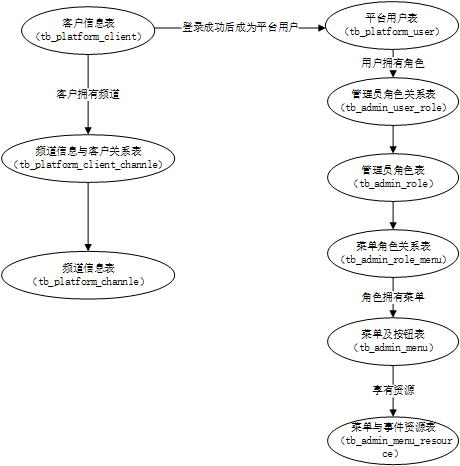 客户信息表
（tb_platform_client）
登录成功后成为平台用户
平台用户表
（tb_platform_user）
用户拥有角色
客户拥有频道
管理员角色关系表
（tb_admin_user_role）
频道信息与客户关系表
（tb_platform_client_channle）
管理员角色表
（tb_admin_role）
菜单角色关系表
（tb_admin_role_menu）
频道信息表
（tb_platform_channle）
角色拥有菜单
菜单及按钮表
（tb_admin_menu）
享有资源
菜单与事件资源表
（tb_admin_menu_resour
ce）